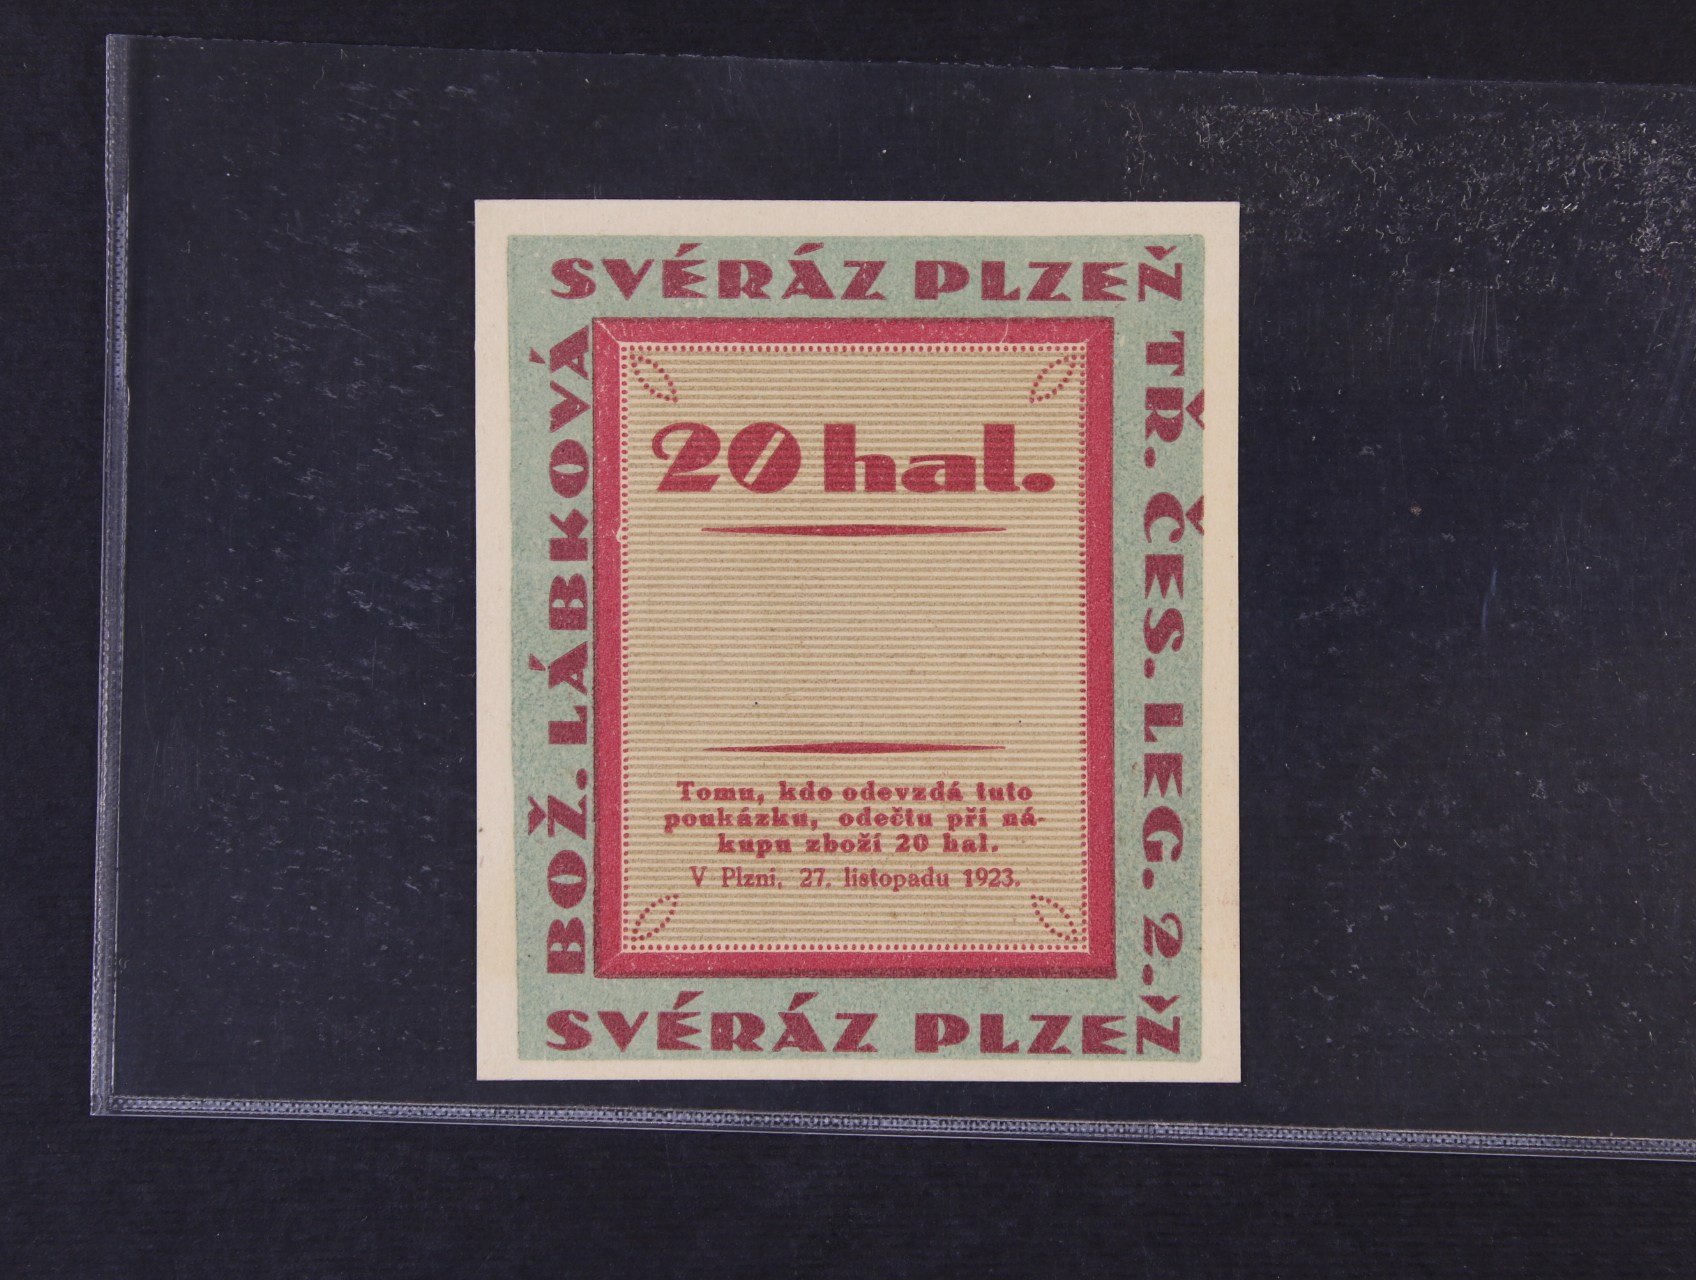 SVÉRÁZ PLZEŇ
BOŽ. LÁBKOVÁ
TŘ. ČES. LEG. 2.
20 hal.
Tomu, kdo odevzdá tuto
poukázku, odečtu při ná-
kupu zboží 20 hal.
V Plzni, 27. listopadu 1923.
SVÉRÁZ PLZEŇ